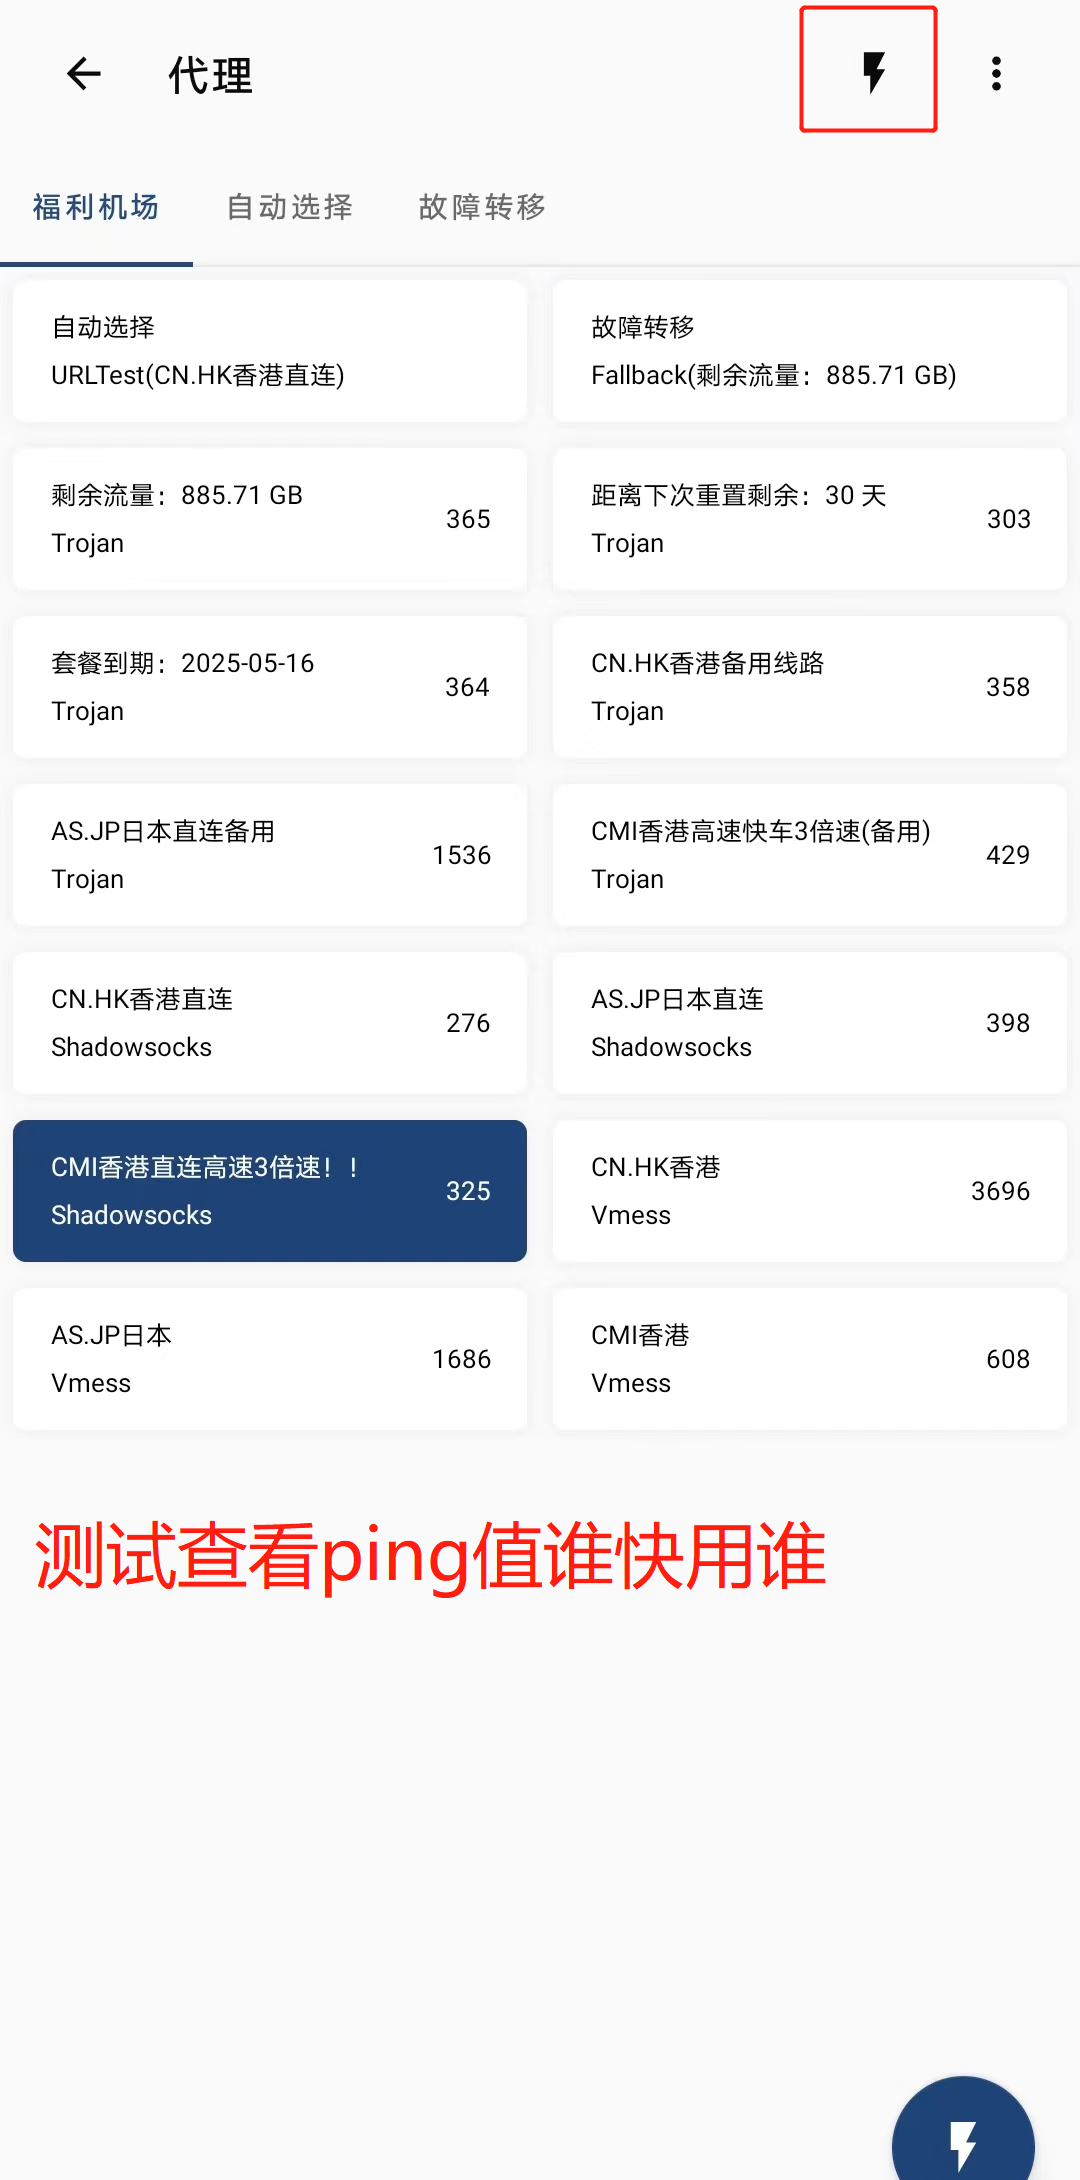 代理
福利机场
自动选择
故障转移
自动选择
URLTest(CN.HK香港直连)
故障转移
Fallback(剩余流量：885.71 GB)
剩余流量：885.71 GB
Trojan
365
距离下次重置剩余：30 天
Trojan
303
套餐到期：2025-05-16
Trojan
364
CN.HK香港备用线路
Trojan
358
AS.JP日本直连备用
Trojan
1536
CMI香港高速快车3倍速(备用)
Trojan
429
CN.HK香港直连
Shadowsocks
276
AS.JP日本直连
Shadowsocks
398
CMI香港直连高速3倍速！！
Shadowsocks
325
CN.HK香港
Vmess
3696
AS.JP日本
Vmess
1686
CMI香港
Vmess
608
测试查看ping值谁快用谁